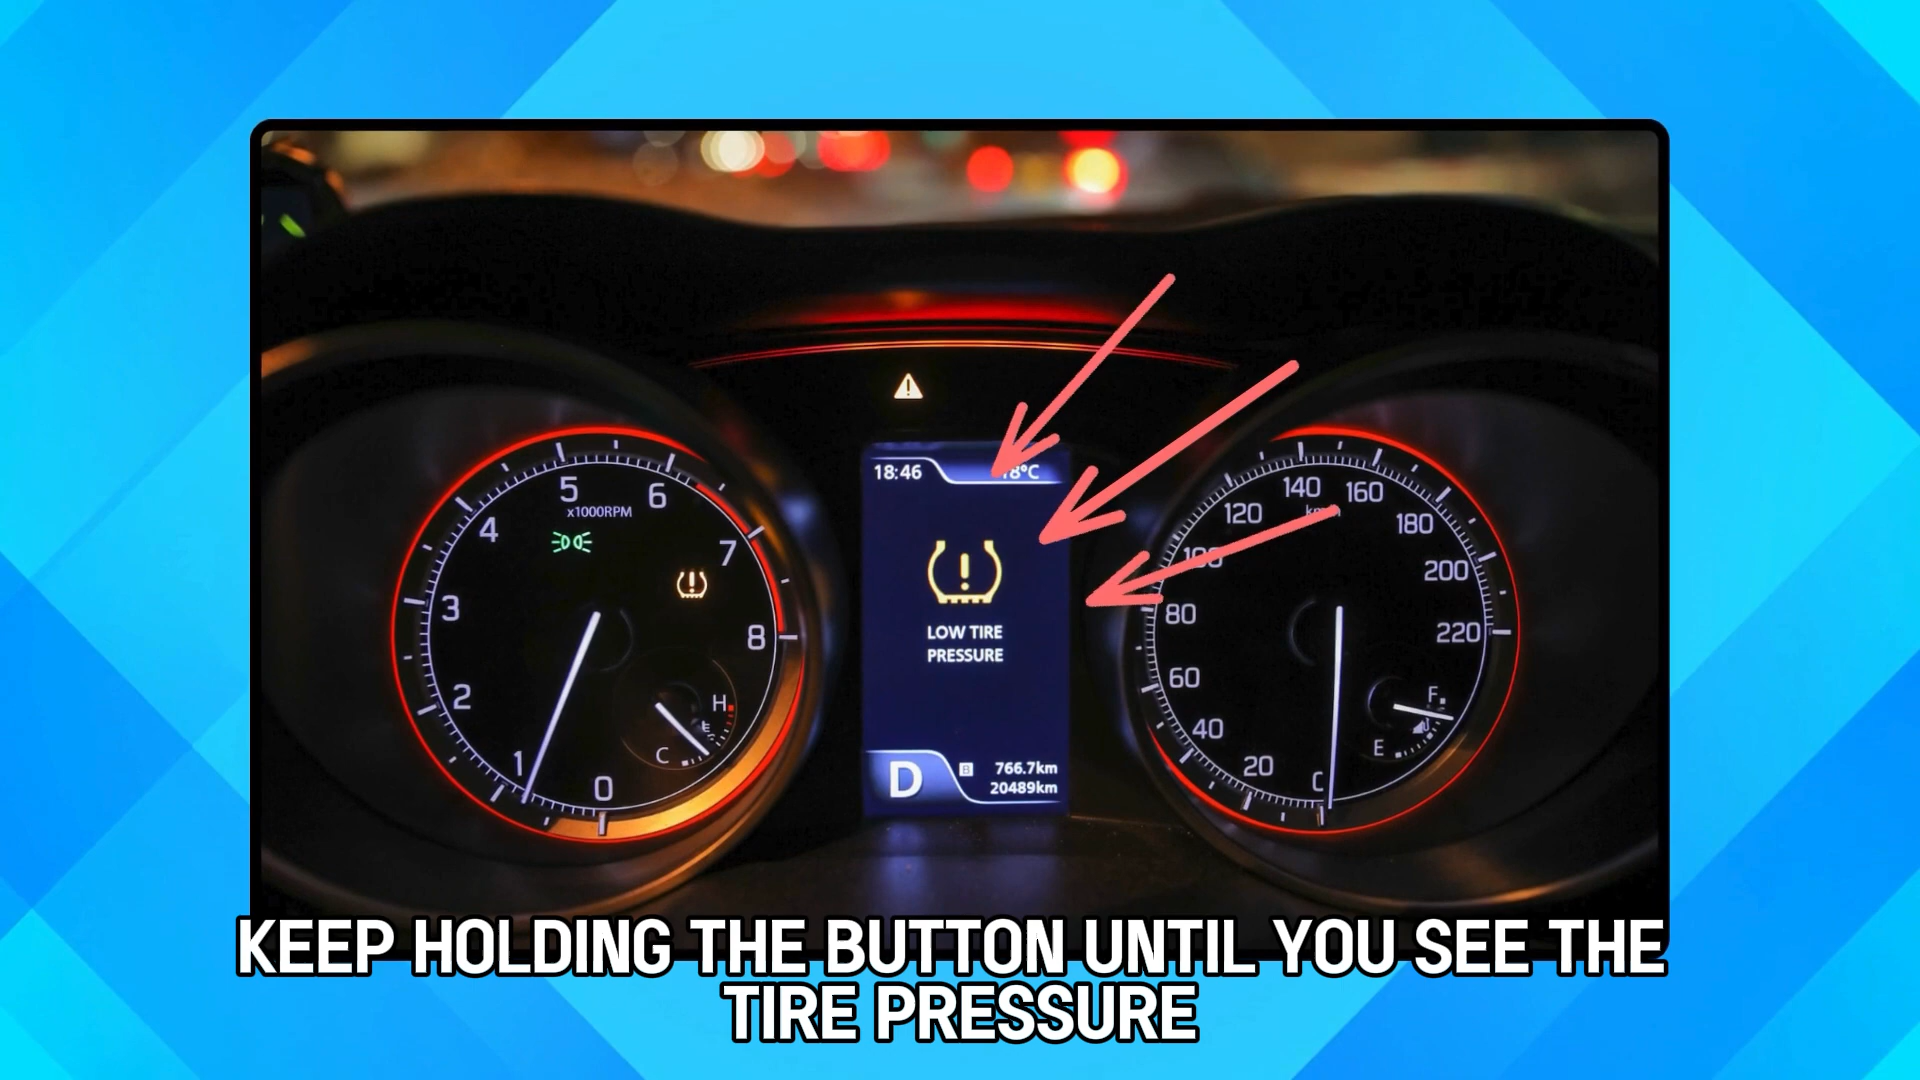 18:46
8°C
5
6
x1000RPM
4
7
3
8
2
1
0
H
C
LOW TIRE
PRESSURE
D
B 766.7km
20489km
140
160
120
180
100
200
80
220
60
40
20
F
E
KEEP HOLDING THE BUTTON UNTIL YOU SEE THE
TIRE PRESSURE